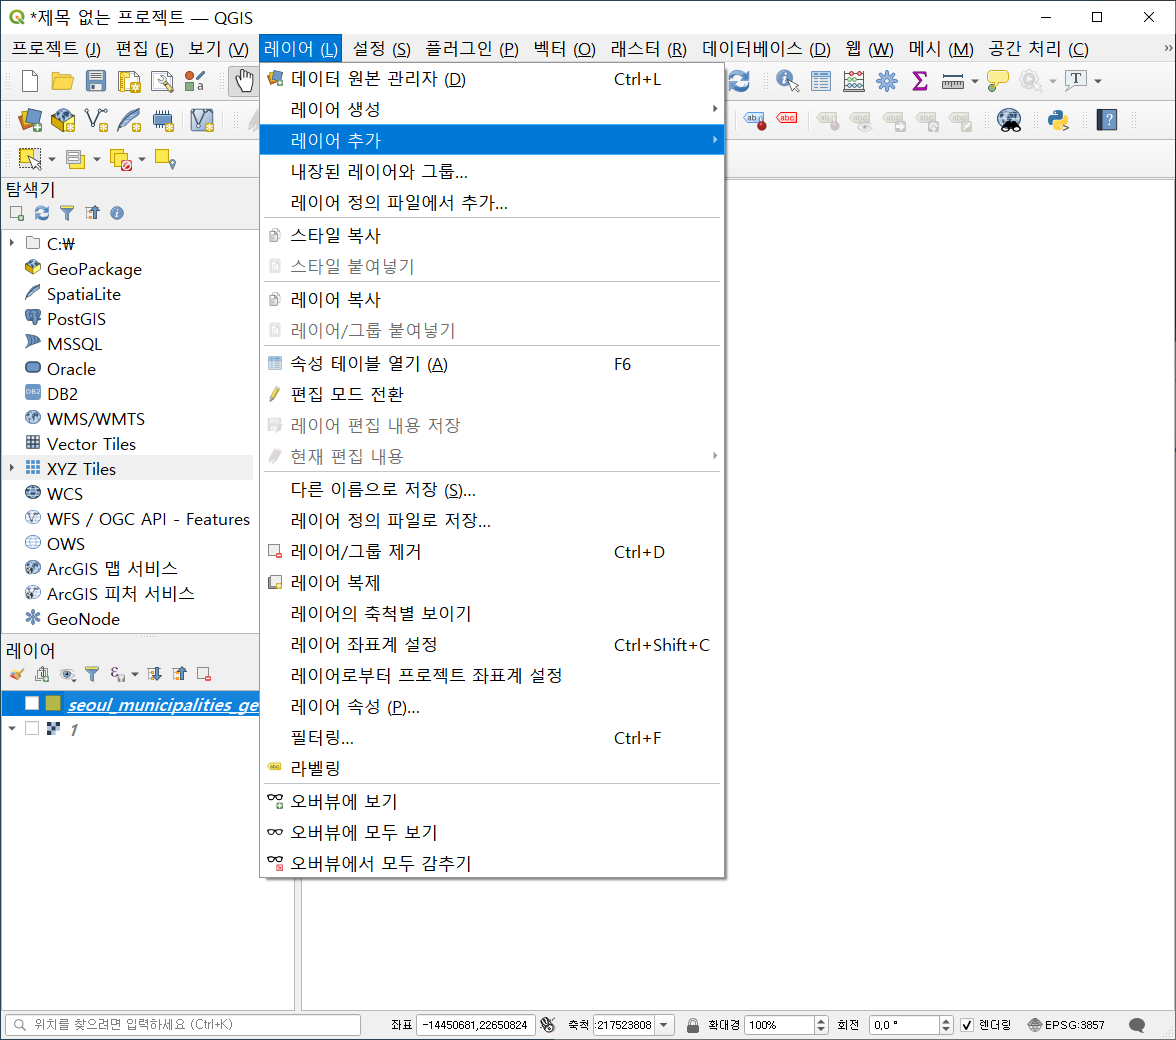 *제목 없는 프로젝트 — QGIS
프로젝트 (J) 편집 (E) 보기 (V) 레이어 (L) 설정 (S) 플러그인 (P) 벡터 (O) 래스터 (R) 데이터베이스 (D) 웹 (W) 메시 (M) 공간 처리 (C) »
데이터 원본 관리자 (D) Ctrl+L
레이어 생성
레이어 추가
내장된 레이어와 그룹...
레이어 정의 파일에서 추가...
스타일 복사
스타일 붙여넣기
레이어 복사
레이어/그룹 붙여넣기
속성 테이블 열기 (A) F6
편집 모드 전환
레이어 편집 내용 저장
현재 편집 내용
다른 이름으로 저장 (S)...
레이어 정의 파일로 저장...
레이어/그룹 제거 Ctrl+D
레이어 복제
레이어의 축척별 보이기
레이어 좌표계 설정 Ctrl+Shift+C
레이어로부터 프로젝트 좌표계 설정
레이어 속성 (P)...
필터링... Ctrl+F
라벨링
오버뷰에 보기
오버뷰에 모두 보기
오버뷰에서 모두 감추기
탐색기
C:₩
GeoPackage
SpatiaLite
PostGIS
MSSQL
Oracle
DB2
WMS/WMTS
Vector Tiles
XYZ Tiles
WCS
WFS / OGC API - Features
OWS
ArcGIS 맵 서비스
ArcGIS 피처 서비스
GeoNode
레이어
seoul_municipalities_ge
1
위치를 찾으려면 입력하세요 (Ctrl+K) 좌표 -14450681,22650824 축척 :217523808 확대경 100% 회전 0,0 ° 렌더링 EPSG:3857